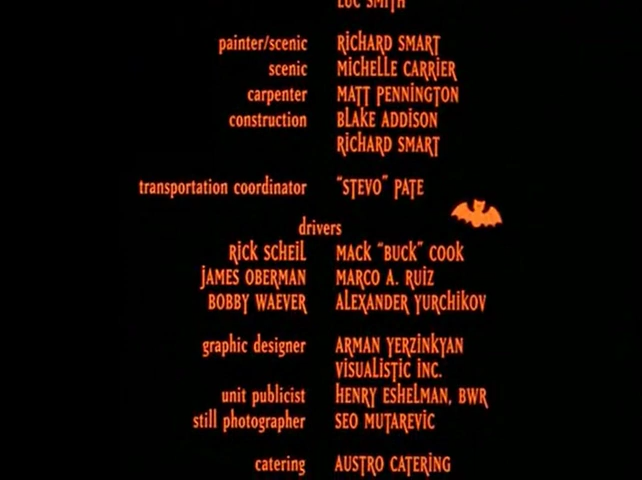 LUC SMITH
painter/scenic RICHARD SMART
scenic MICHELLE CARRIER
carpenter MATT PENNINGTON
construction BLAKE ADDISON
RICHARD SMART
transportation coordinator "STEVO" PATE
drivers
RICK SCHEIL MACK "BUCK" COOK
JAMES OBERMAN MARCO A. RUIZ
BOBBY WAEVER ALEXANDER YURCHIKOV
graphic designer ARMAN YERZINKYAN
VISUALISTIC INC.
unit publicist HENRY ESHELMAN, BWR
still photographer SEO MUTAREVIC
catering AUSTRO CATERING